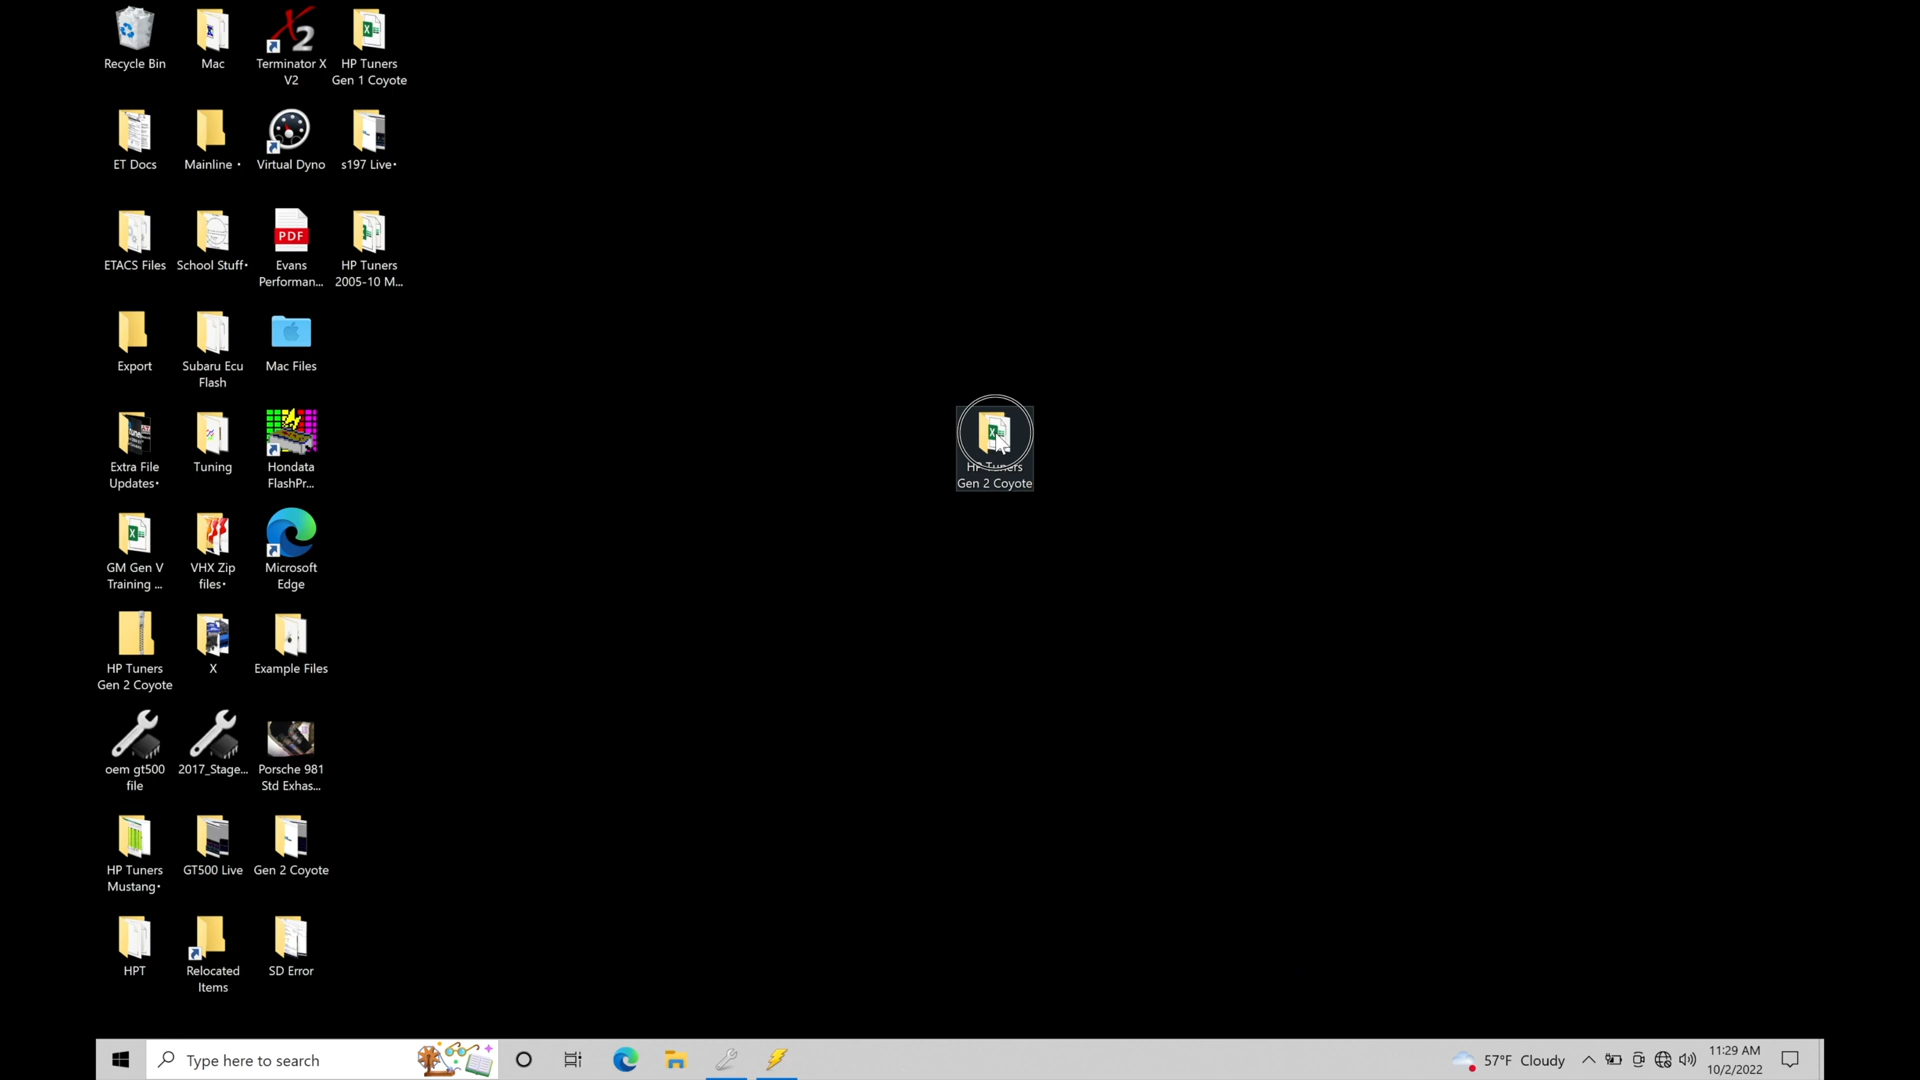 Recycle Bin
Mac
Terminator X
V2
HP Tuners
Gen 1 Coyote
ET Docs
Mainline •
Virtual Dyno
s197 Live•
ETACS Files
School Stuff•
PDF
Evans
Performan...
HP Tuners
2005-10 M...
Export
Subaru Ecu
Flash
Mac Files
Extra File
Updates•
Tuning
Hondata
FlashPr...
HP Tuners
Gen 2 Coyote
GM Gen V
Training ...
VHX Zip
files•
Microsoft
Edge
HP Tuners
Gen 2 Coyote
X
Example Files
oem gt500
file
2017_Stage...
Porsche 981
Std Exhas...
HP Tuners
Mustang•
GT500 Live
Gen 2 Coyote
HPT
Relocated
Items
SD Error
Type here to search
57°F Cloudy
11:29 AM
10/2/2022